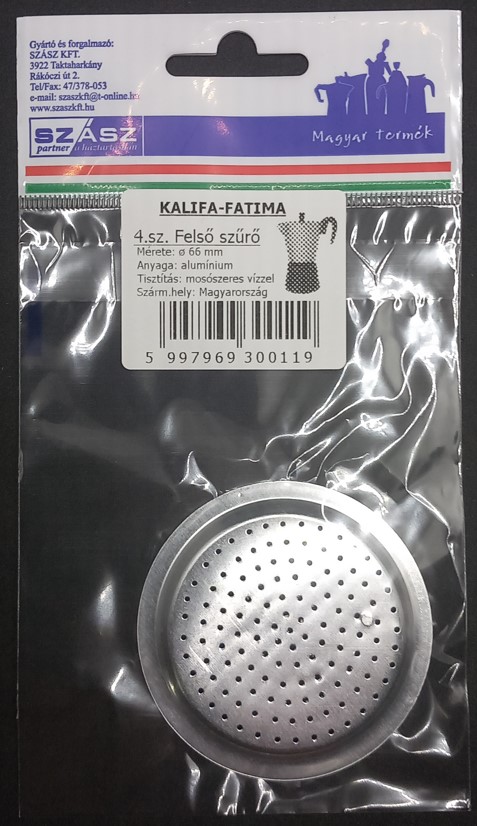 Gyártó és forgalmazó:
SZÁSZ KFT.
3922 Taktaharkány
Rákóczi út 2.
Tel/Fax: 47/378-053
e-mail: szaszkft@t-online.hu
www.szaszkft.hu
SZÁSZ
partner a háztartásban
Magyar termék
KALIFA-FATIMA
4.sz. Felső szűrő
Mérete: ø 66 mm
Anyaga: alumínium
Tisztítás: mosószeres vízzel
Szárm.hely: Magyarország
5 997969 300119